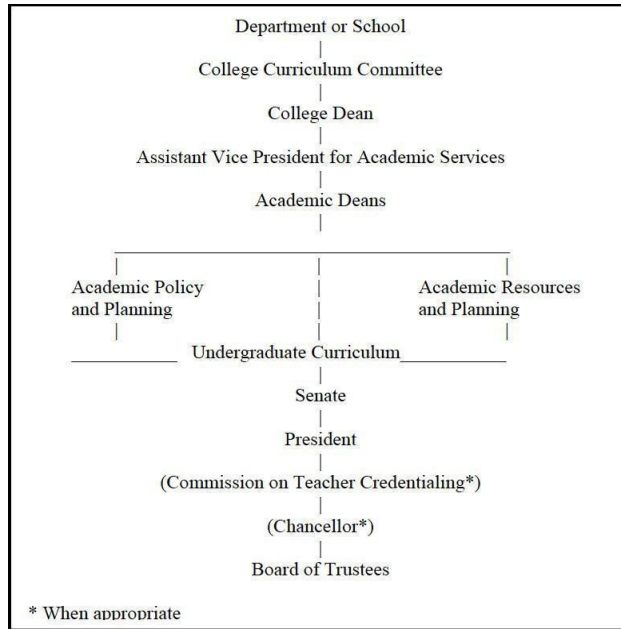 Department or School
College Curriculum Committee
College Dean
Assistant Vice President for Academic Services
Academic Deans
Academic Policy
and Planning
Academic Resources
and Planning
Undergraduate Curriculum
Senate
President
(Commission on Teacher Credentialing*)
(Chancellor*)
Board of Trustees
* When appropriate